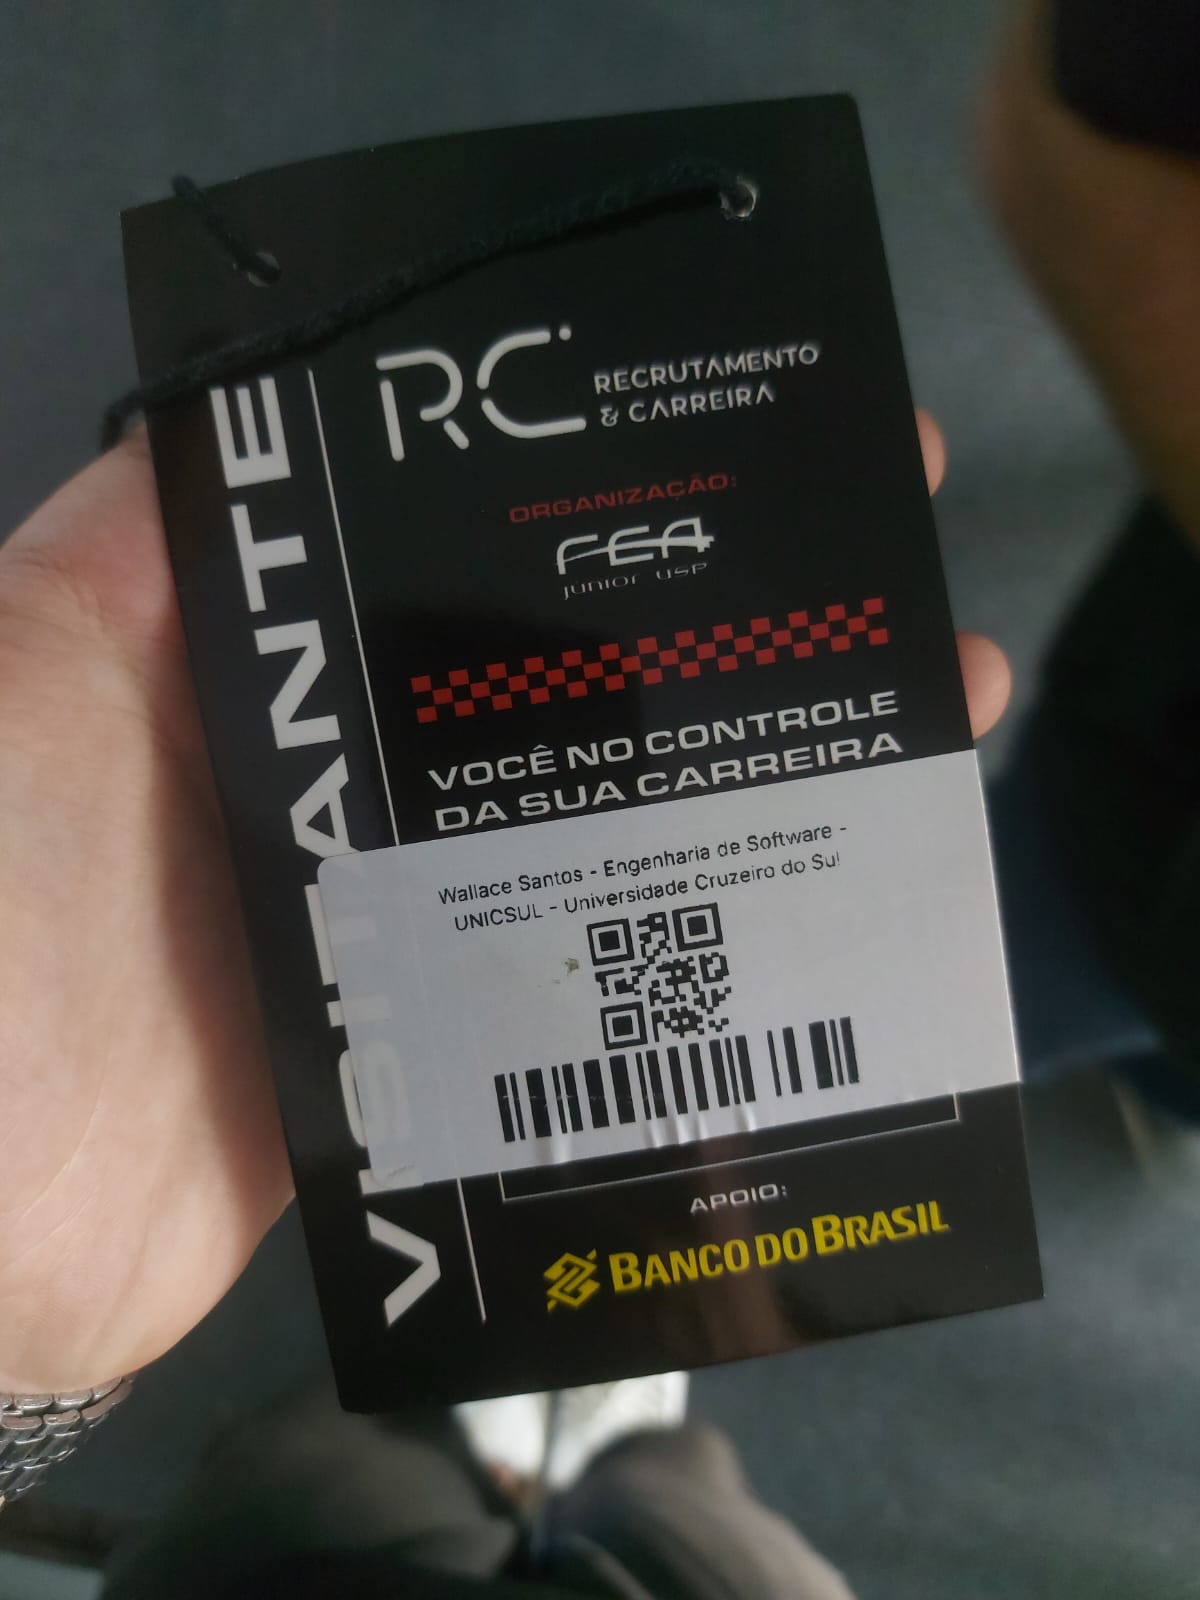 VISITANTE
RC
RECRUTAMENTO
& CARREIRA
ORGANIZAÇÃO:
FEA
júnior usp
VOCÊ NO CONTROLE
DA SUA CARREIRA
Wallace Santos - Engenharia de Software -
UNICSUL - Universidade Cruzeiro do Sul
APOIO:
BANCO DO BRASIL